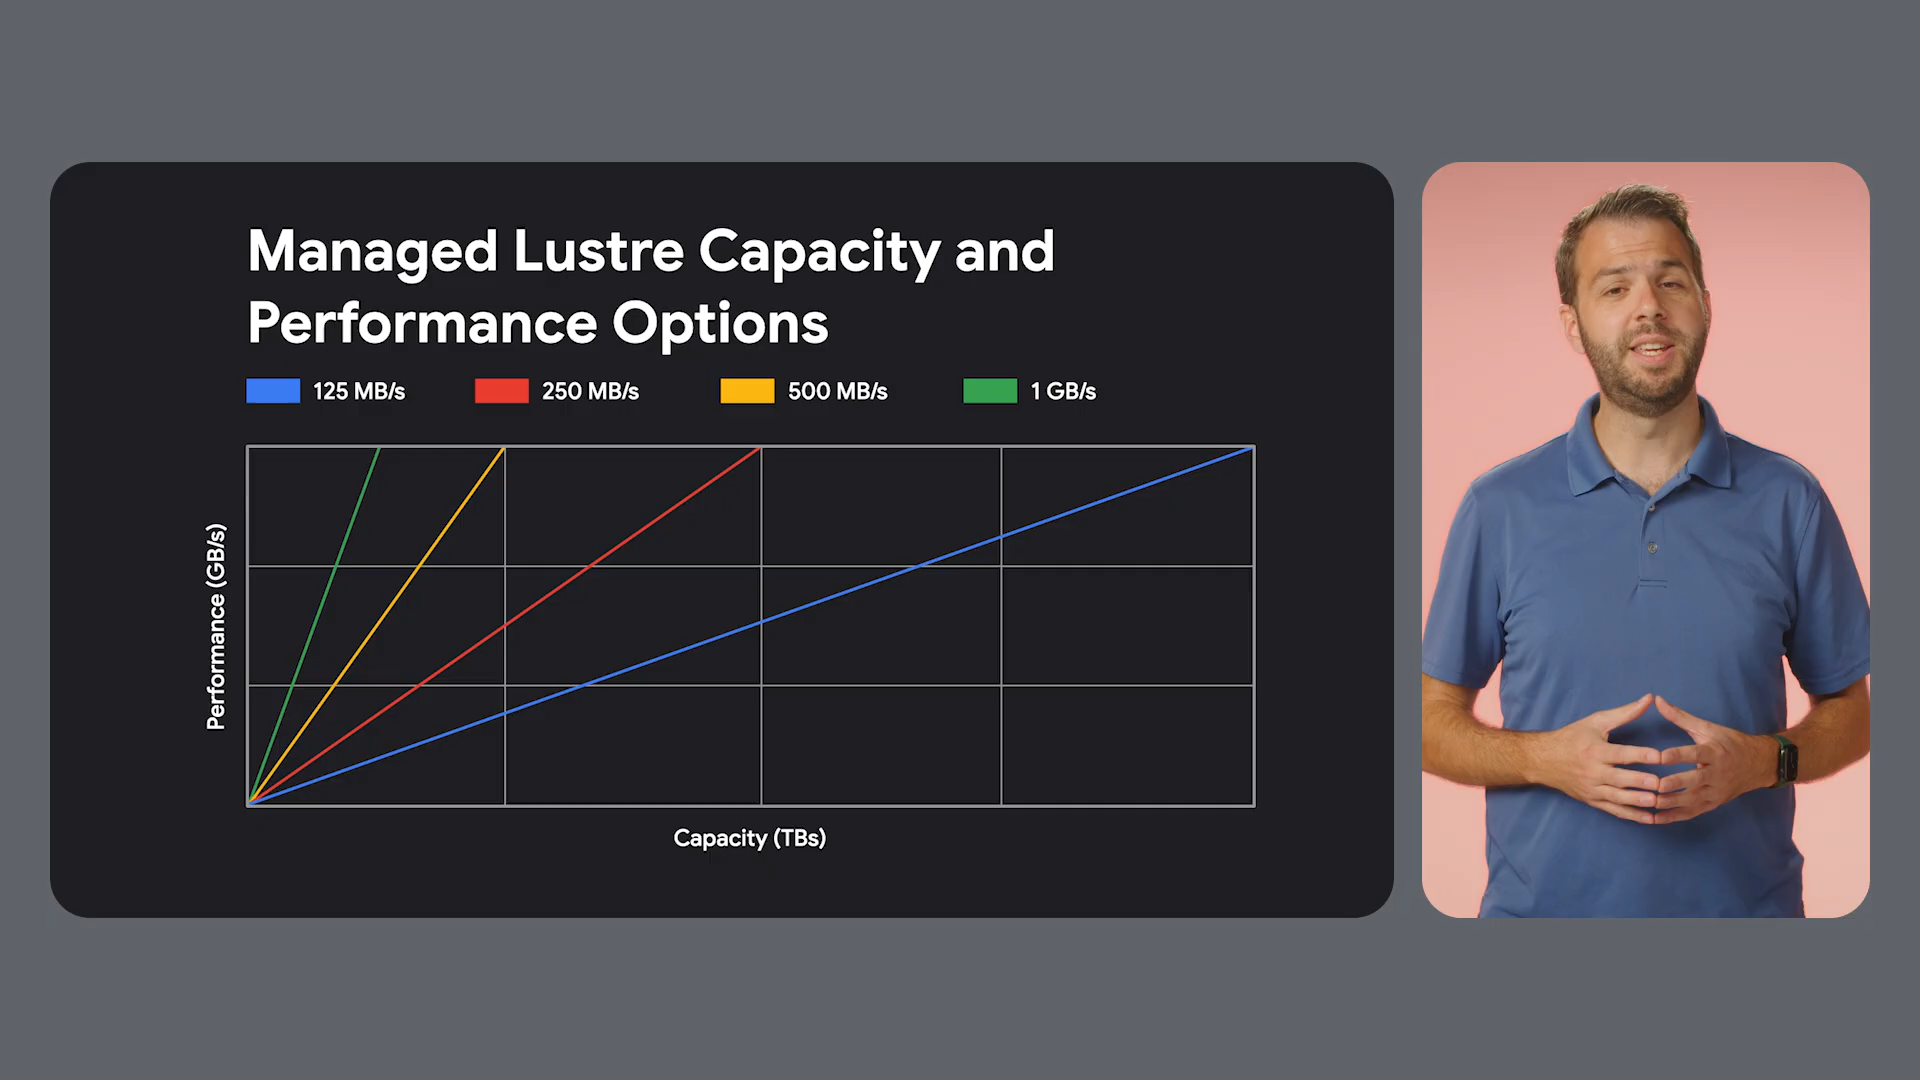 Managed Lustre Capacity and
Performance Options
125 MB/s
250 MB/s
500 MB/s
1 GB/s
Performance (GB/s)
Capacity (TBs)